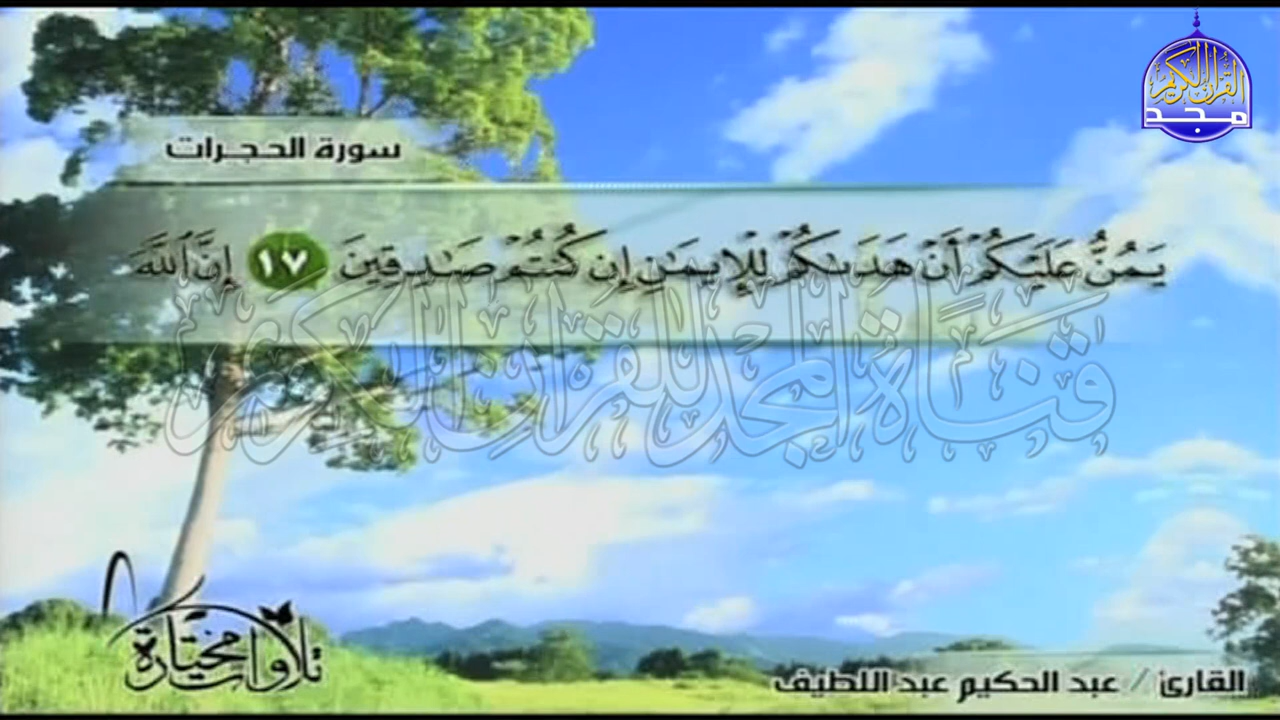 القرآن الكريم
مجد
سورة الحجرات
يَمُنُّ عَلَيْكُمْ أَنْ هَدَىٰكُمْ لِلْإِيمَٰنِ إِن كُنتُمْ صَٰدِقِينَ ١٧ إِنَّ ٱللَّهَ
قناة المجد للقرآن الكريم
تلاوات مختارة
القارئ / عبد الحكيم عبد اللطيف